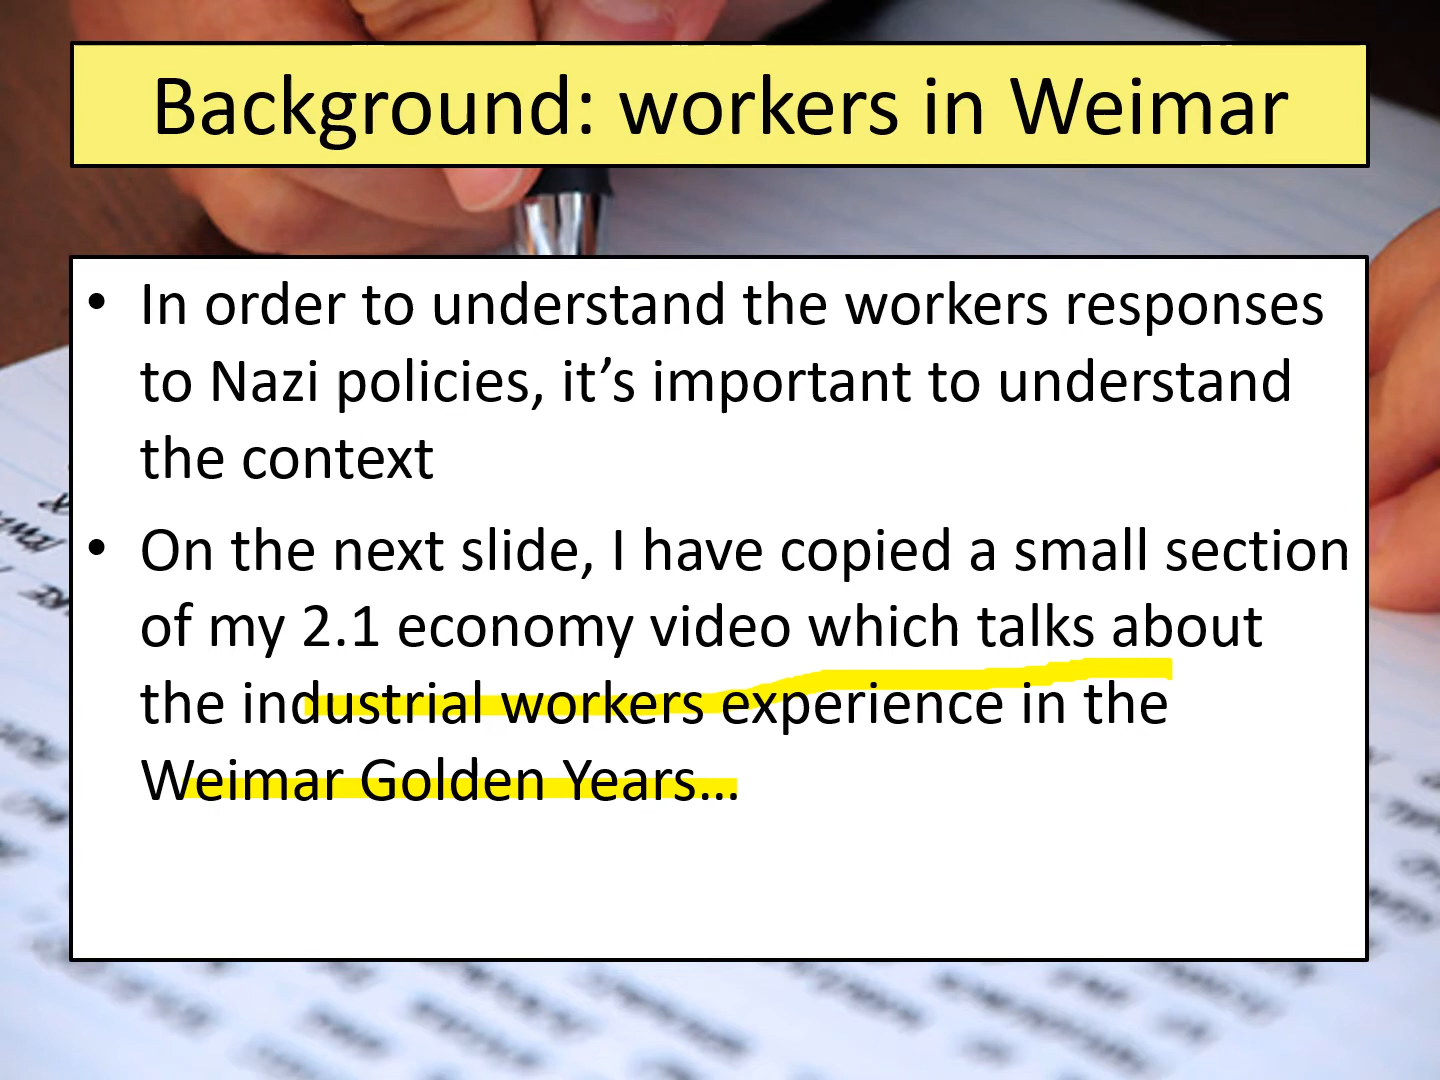 Background: workers in Weimar
• In order to understand the workers responses
to Nazi policies, it’s important to understand
the context
• On the next slide, I have copied a small section
of my 2.1 economy video which talks about
the industrial workers experience in the
Weimar Golden Years…